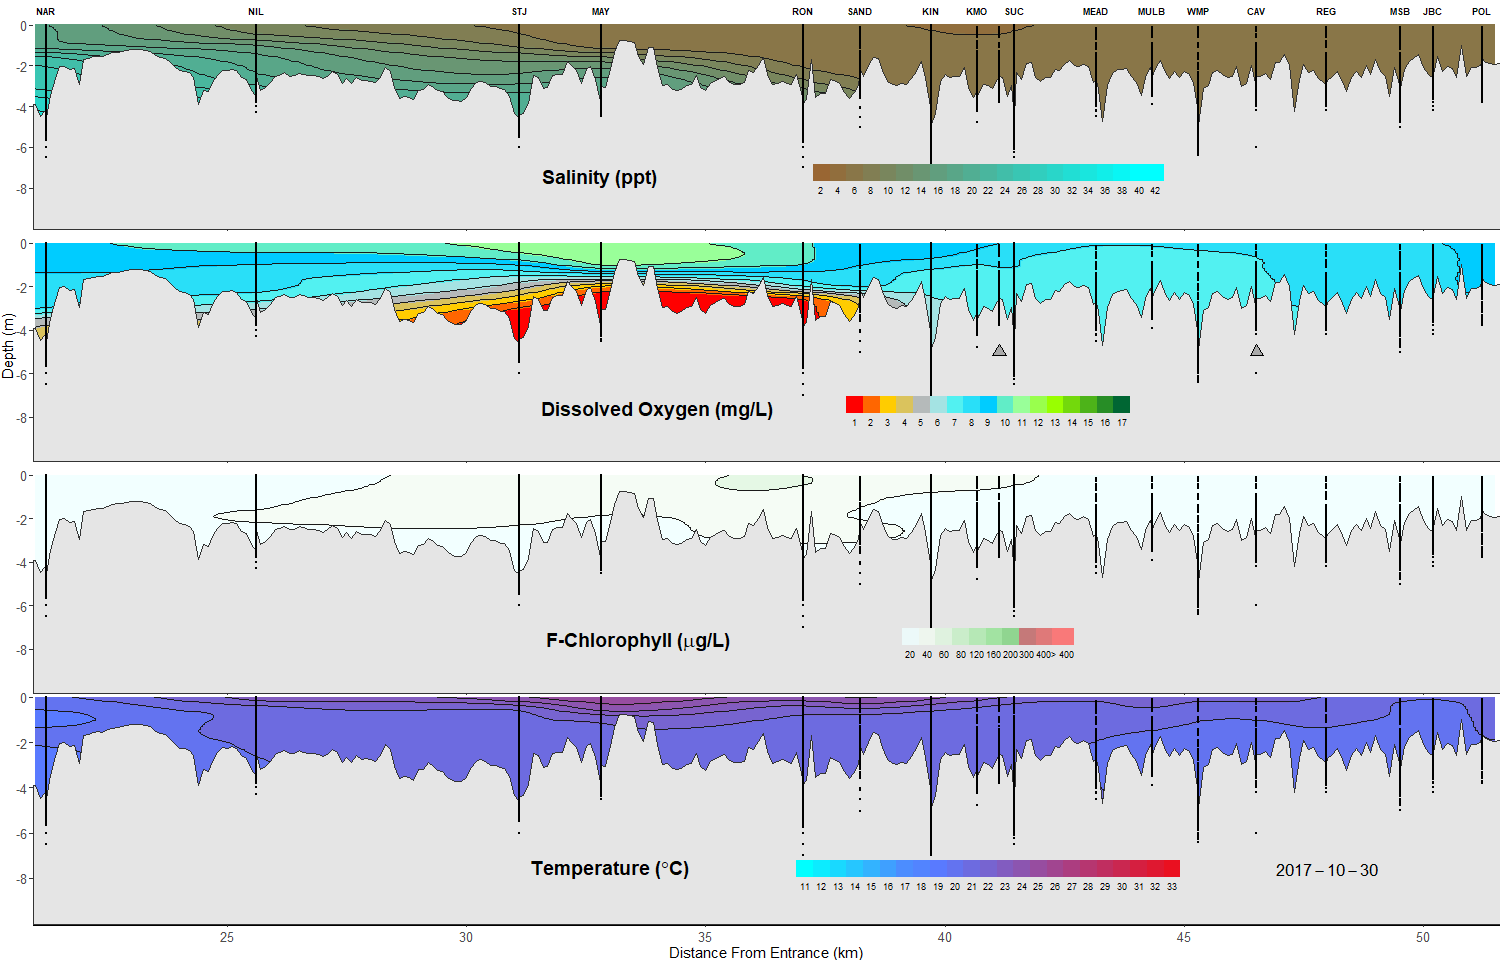 NAR NIL STJ MAY RON SAND KIN KMO SUC MEAD MULB WMP CAV REG MSB JBC POL
0
-2
-4
-6
-8
Salinity (ppt)
2 4 6 8 10 12 14 16 18 20 22 24 26 28 30 32 34 36 38 40 42
0
-2
-4
-6
-8
Depth (m)
Dissolved Oxygen (mg/L)
1 2 3 4 5 6 7 8 9 10 11 12 13 14 15 16 17
0
-2
-4
-6
-8
F-Chlorophyll (μg/L)
20 40 60 80 120 160 200 300 400> 400
0
-2
-4
-6
-8
Temperature (°C)
11 12 13 14 15 16 17 18 19 20 21 22 23 24 25 26 27 28 29 30 31 32 33
2017 – 10 – 30
25 30 35 40 45 50
Distance From Entrance (km)